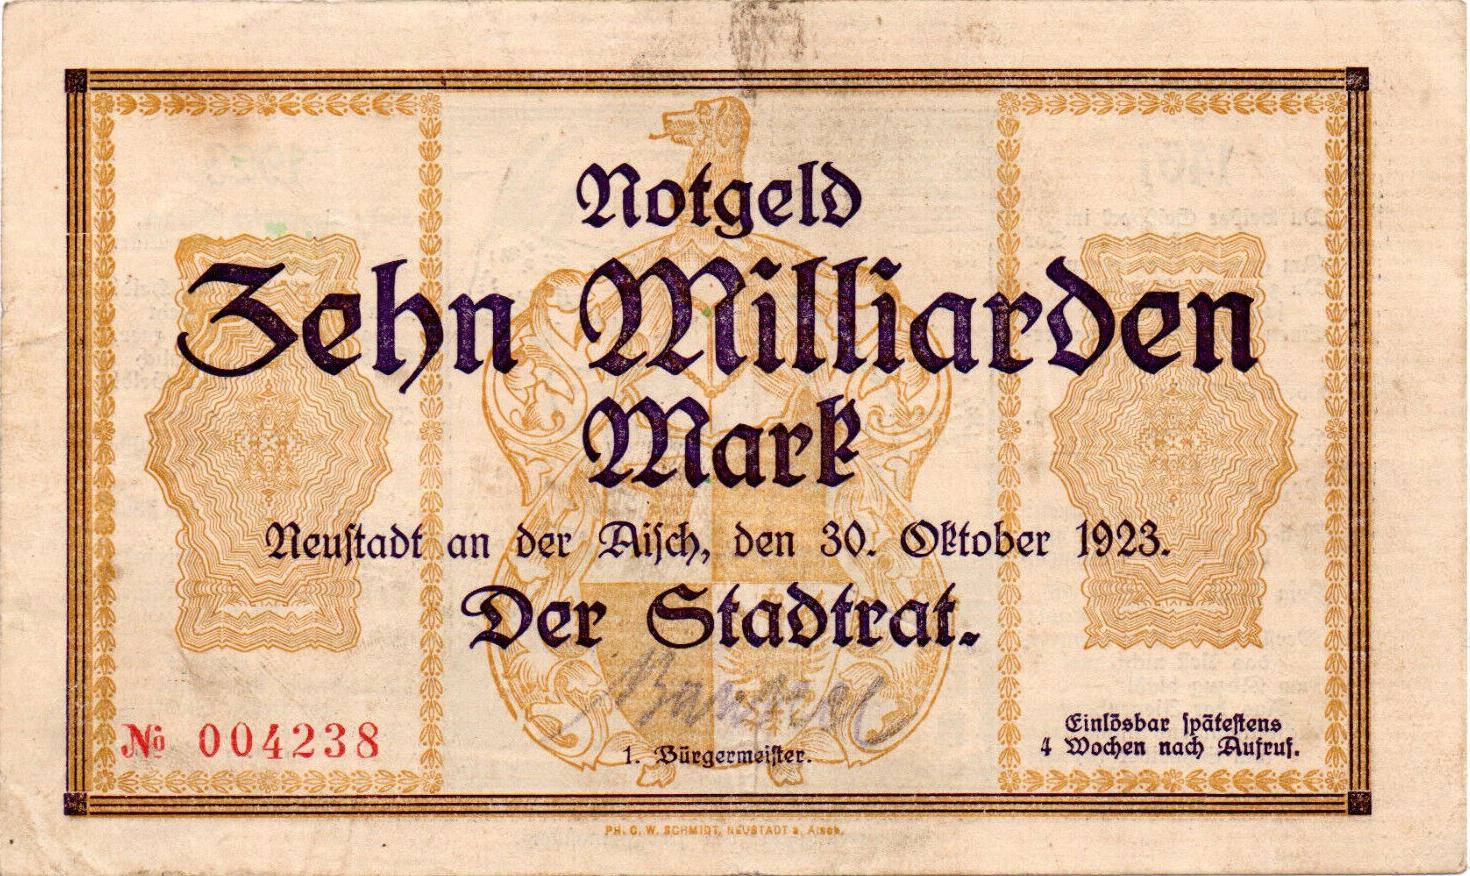 Notgeld
Zehn Milliarden
Mark
Neustadt an der Aisch, den 30. Oktober 1923.
Der Stadtrat.
1. Bürgermeister.
№ 004238
Einlösbar spätestens
4 Wochen nach Aufruf.
PH. C. W. SCHMIDT, NEUSTADT a. Aisch.